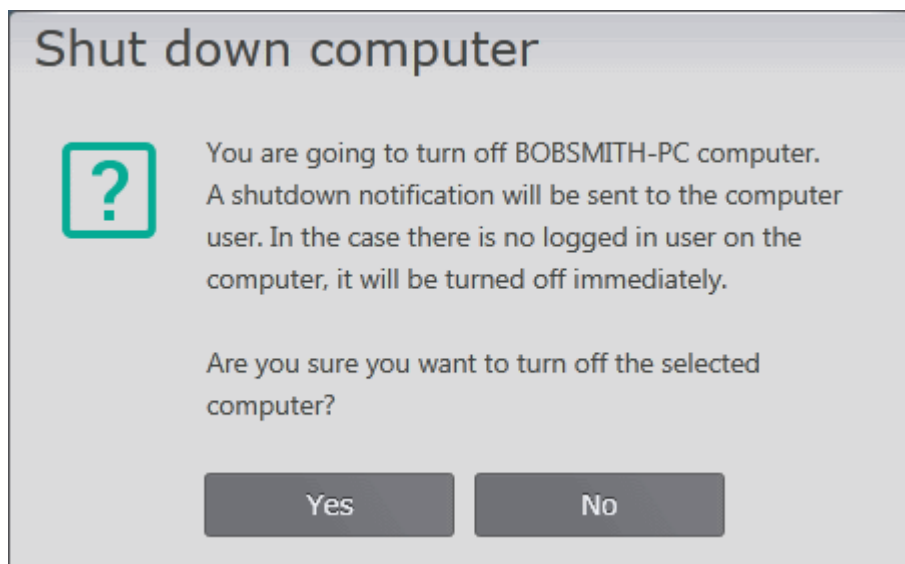 Shut down computer
?
You are going to turn off BOBSMITH-PC computer.
A shutdown notification will be sent to the computer
user. In the case there is no logged in user on the
computer, it will be turned off immediately.
Are you sure you want to turn off the selected
computer?
Yes
No